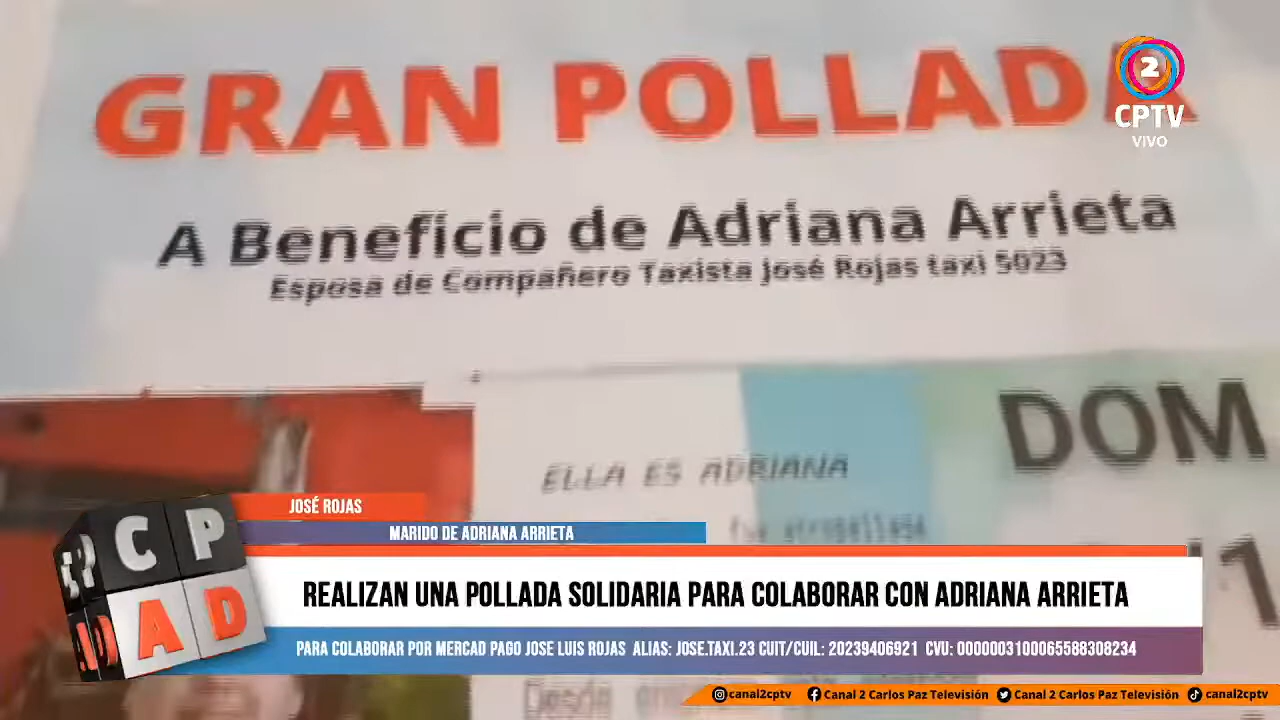 GRAN POLLADA
2
CPTV
VIVO
A Beneficio de Adriana Arrieta
Esposa de Compañero Taxista José Rojas taxi 5023
DOM
ELLA ES ADRIANA
fue
JOSÉ ROJAS
MARIDO DE ADRIANA ARRIETA
CP
AD
REALIZAN UNA POLLADA SOLIDARIA PARA COLABORAR CON ADRIANA ARRIETA
PARA COLABORAR POR MERCAD PAGO JOSE LUIS ROJAS ALIAS: JOSE.TAXI.23 CUIT/CUIL: 20239406921 CVU: 0000003100065588308234
canal2cptv Canal 2 Carlos Paz Televisión Canal 2 Carlos Paz Televisión canal2cptv